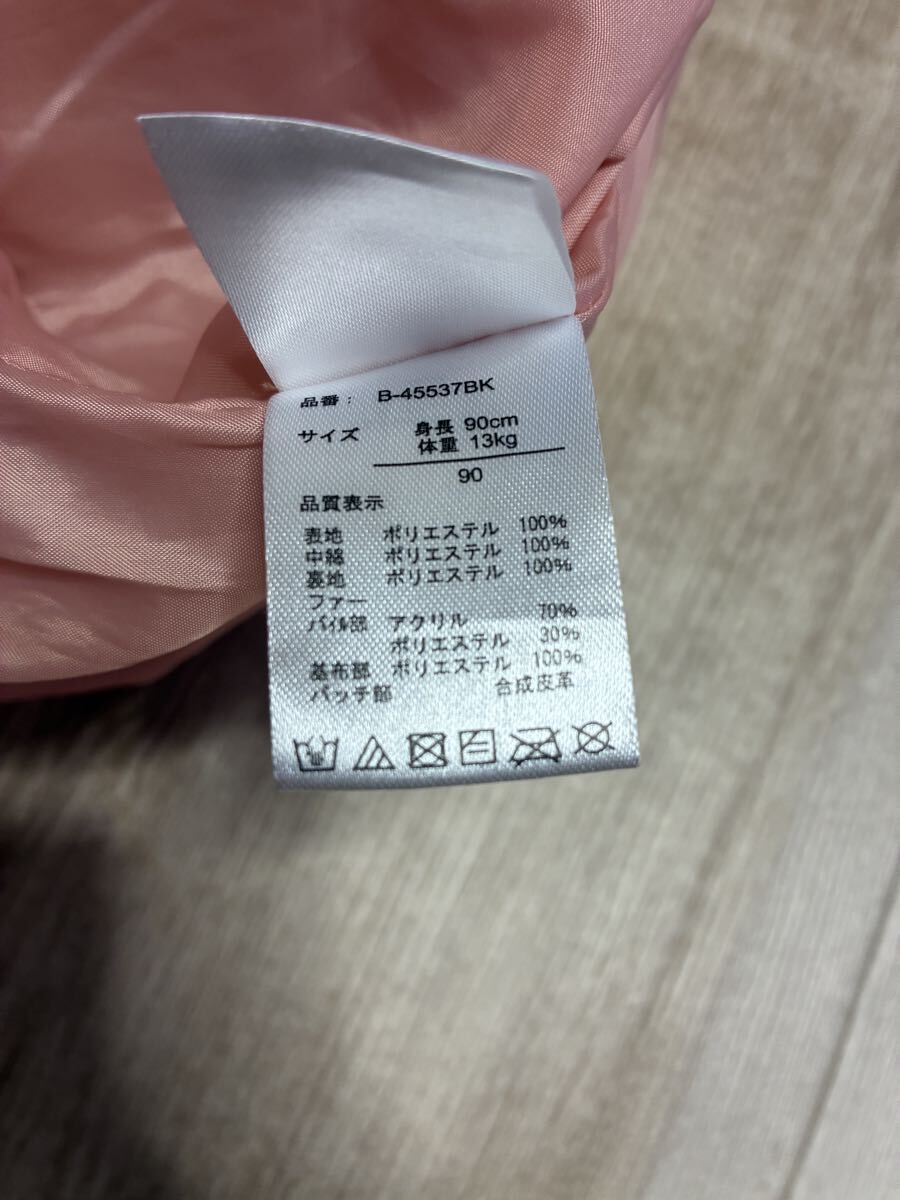 品番： B-45537BK
サイズ 身長 90cm
体重 13kg
90
品質表示
表地 ポリエステル 100%
中綿 ポリエステル 100%
裏地 ポリエステル 100%
ファー
パイル部 アクリル 70%
ポリエステル 30%
基布部 ポリエステル 100%
パッチ部 合成皮革